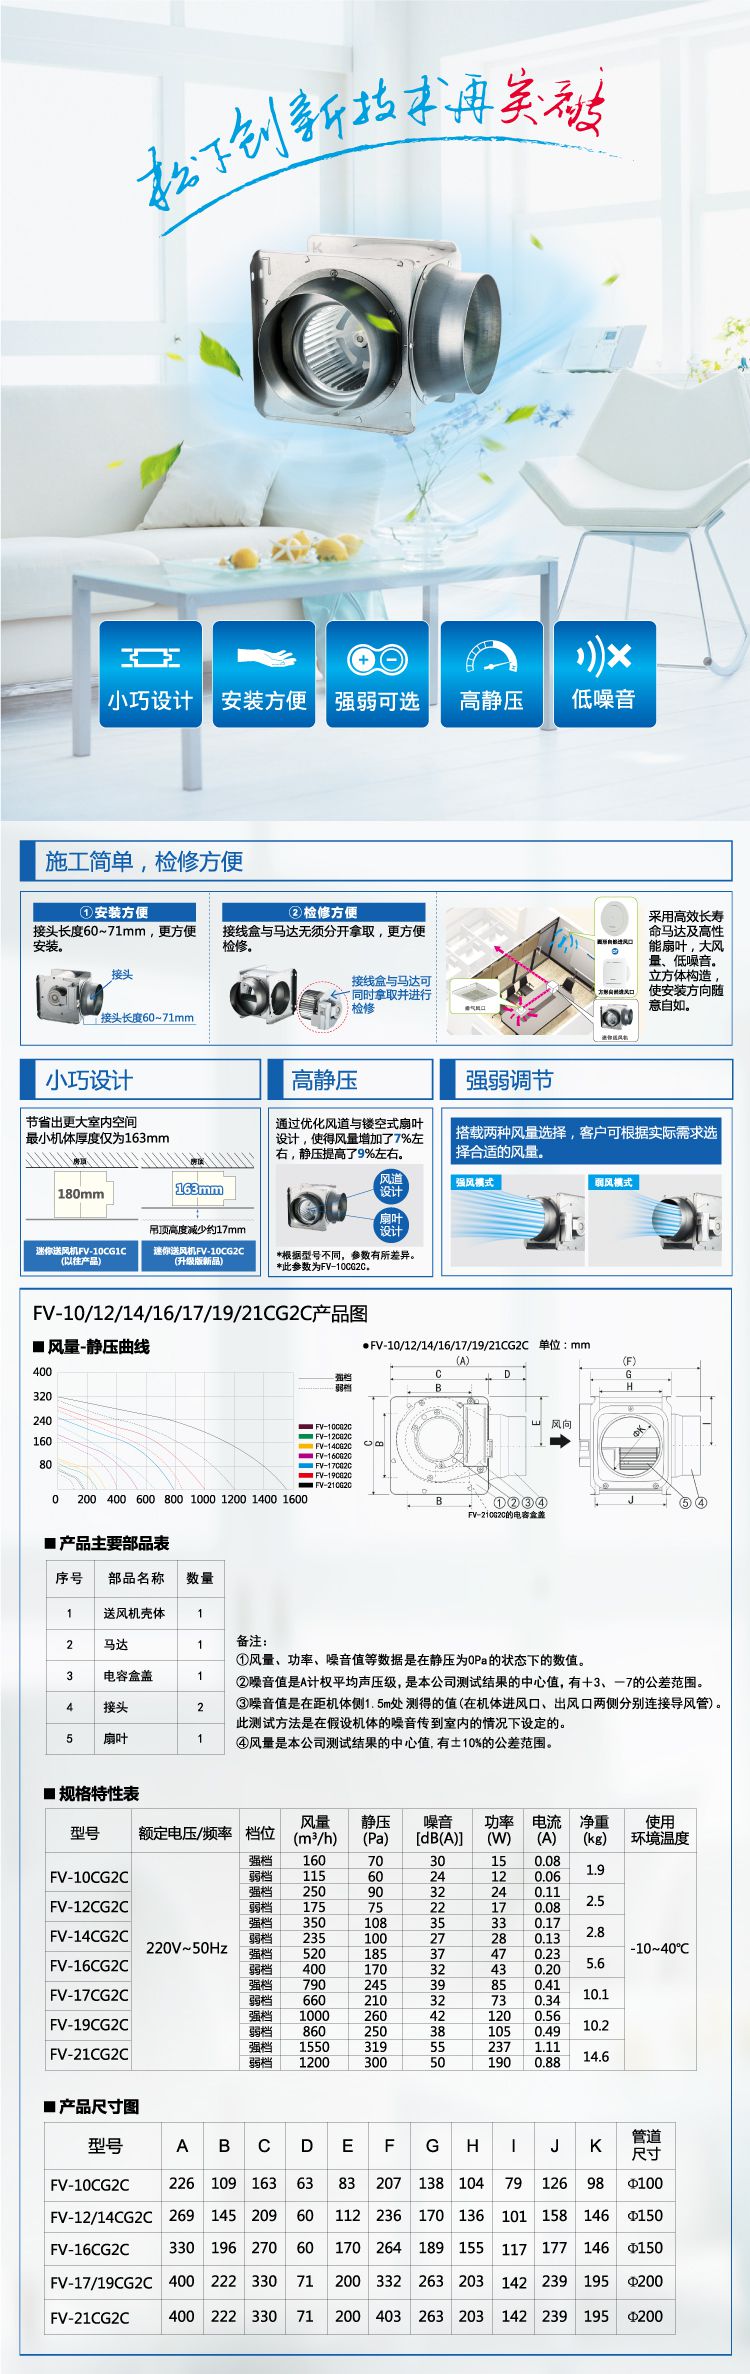 松下创新技术再突破
K
小巧设计
安装方便
强弱可选
高静压
低噪音
施工简单，检修方便
①安装方便
接头长度60~71mm，更方便
安装。
接头
接头长度60~71mm
②检修方便
接线盒与马达无须分开拿取，更方便
检修。
接线盒与马达可
同时拿取并进行
检修
圆形自然进风口
or
方形自然进风口
排气风口
迷你送风机
采用高效长寿
命马达及高性
能扇叶，大风
量、低噪音。
立方体构造，
使安装方向随
意自如。
小巧设计
节省出更大室内空间
最小机体厚度仅为163mm
房顶
房顶
180mm
163mm
吊顶高度减少约17mm
迷你送风机FV-10CG1C
(以往产品)
迷你送风机FV-10CG2C
(升级版新品)
高静压
通过优化风道与镂空式扇叶
设计，使得风量增加了7%左
右，静压提高了9%左右。
风道
设计
扇叶
设计
*根据型号不同，参数有所差异。
*此参数为FV-10CG2C。
强弱调节
搭载两种风量选择，客户可根据实际需求选
择合适的风量。
强风模式
弱风模式
FV-10/12/14/16/17/19/21CG2C产品图
■ 风量-静压曲线
400
320
240
160
80
0 200 400 600 800 1000 1200 1400 1600
强档
弱档
FV-10CG2C
FV-12CG2C
FV-14CG2C
FV-16CG2C
FV-17CG2C
FV-19CG2C
FV-21CG2C
●FV-10/12/14/16/17/19/21CG2C 单位：mm
(A)
C D
B
C
B
E
B
①②③④
FV-21CG2C的电容盒盖
风向
(F)
G
H
I
ΦK
J
⑤④
■ 产品主要部品表
序号 部品名称 数量
1 送风机壳体 1
2 马达 1
3 电容盒盖 1
4 接头 2
5 扇叶 1
备注：
①风量、功率、噪音值等数据是在静压为0Pa的状态下的数值。
②噪音值是A计权平均声压级，是本公司测试结果的中心值，有＋3、－7的公差范围。
③噪音值是在距机体侧1.5m处 测得的值(在机体进风口、出风口两侧分别连接导风管)。
此测试方法是在假设机体的噪音传到室内的情况下设定的。
④风量是本公司测试结果的中心值，有±10%的公差范围。
■ 规格特性表
型号 额定电压/频率 档位 风量(m³/h) 静压(Pa) 噪音[dB(A)] 功率(W) 电流(A) 净重(kg) 使用环境温度
FV-10CG2C 220V~50Hz 强档 160 70 30 15 0.08 1.9 -10~40℃
弱档 115 60 24 12 0.06
FV-12CG2C 强档 250 90 32 24 0.11 2.5
弱档 175 75 22 17 0.08
FV-14CG2C 强档 350 108 35 33 0.17 2.8
弱档 235 100 27 28 0.13
FV-16CG2C 强档 520 185 37 47 0.23 5.6
弱档 400 170 32 43 0.20
FV-17CG2C 强档 790 245 39 85 0.41 10.1
弱档 660 210 32 73 0.34
FV-19CG2C 强档 1000 260 42 120 0.56 10.2
弱档 860 250 38 105 0.49
FV-21CG2C 强档 1550 319 55 237 1.11 14.6
弱档 1200 300 50 190 0.88
■ 产品尺寸图
型号 A B C D E F G H I J K 管道尺寸
FV-10CG2C 226 109 163 63 83 207 138 104 79 126 98 Φ100
FV-12/14CG2C 269 145 209 60 112 236 170 136 101 158 146 Φ150
FV-16CG2C 330 196 270 60 170 264 189 155 117 177 146 Φ150
FV-17/19CG2C 400 222 330 71 200 332 263 203 142 239 195 Φ200
FV-21CG2C 400 222 330 71 200 403 263 203 142 239 195 Φ200